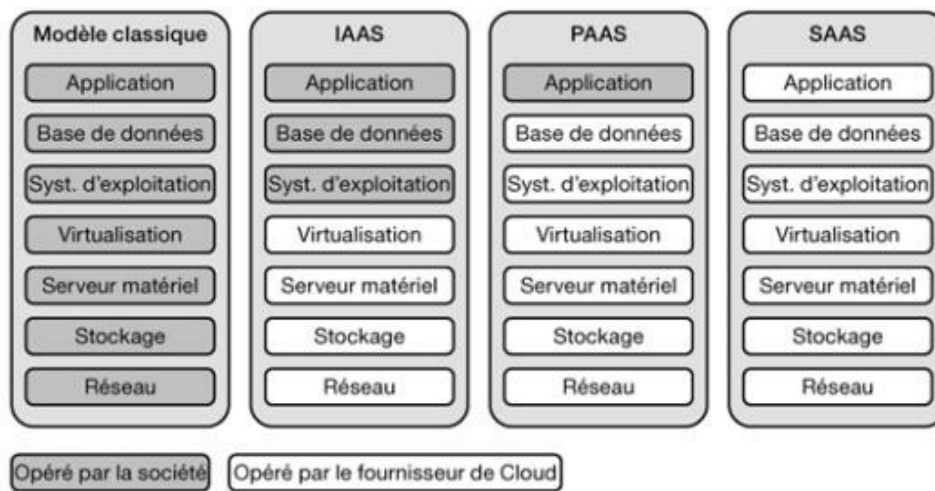 Modèle classique
Application
Base de données
Syst. d'exploitation
Virtualisation
Serveur matériel
Stockage
Réseau
IAAS
Application
Base de données
Syst. d'exploitation
Virtualisation
Serveur matériel
Stockage
Réseau
PAAS
Application
Base de données
Syst. d'exploitation
Virtualisation
Serveur matériel
Stockage
Réseau
SAAS
Application
Base de données
Syst. d'exploitation
Virtualisation
Serveur matériel
Stockage
Réseau
Opéré par la société
Opéré par le fournisseur de Cloud